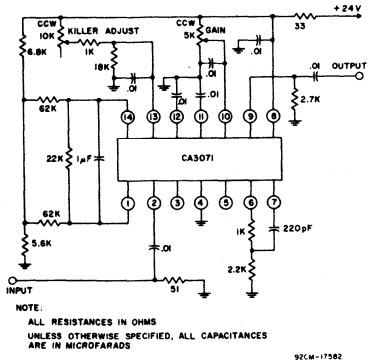 +24V
CCW
10K
KILLER ADJUST
1K
18K
.01
6.8K
CCW
5K
GAIN
.01
.01
.01
33
.01
OUTPUT
2.7K
62K
22K
1µF
62K
5.6K
14
13
12
11
10
9
8
CA3071
1
2
3
4
5
6
7
.01
1K
220pF
2.2K
INPUT
51
NOTE:
ALL RESISTANCES IN OHMS
UNLESS OTHERWISE SPECIFIED, ALL CAPACITANCES
ARE IN MICROFARADS
92CM-17582